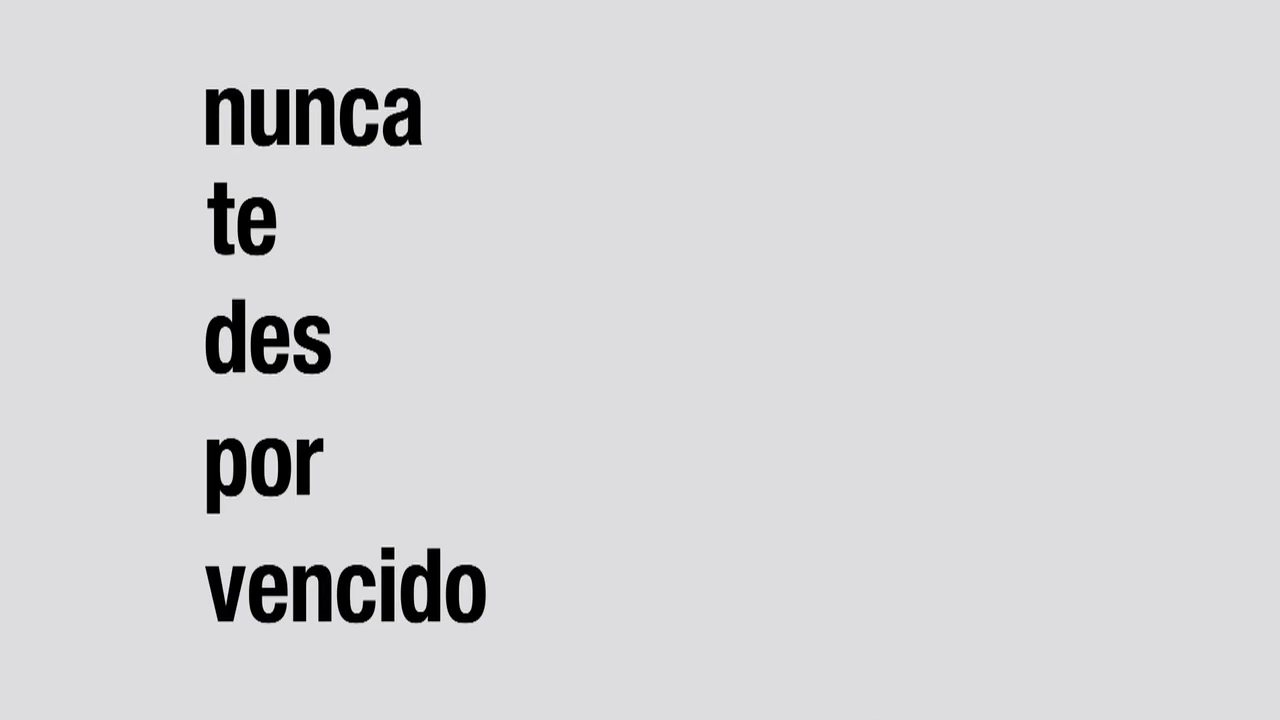 nunca
te
des
por
vencido